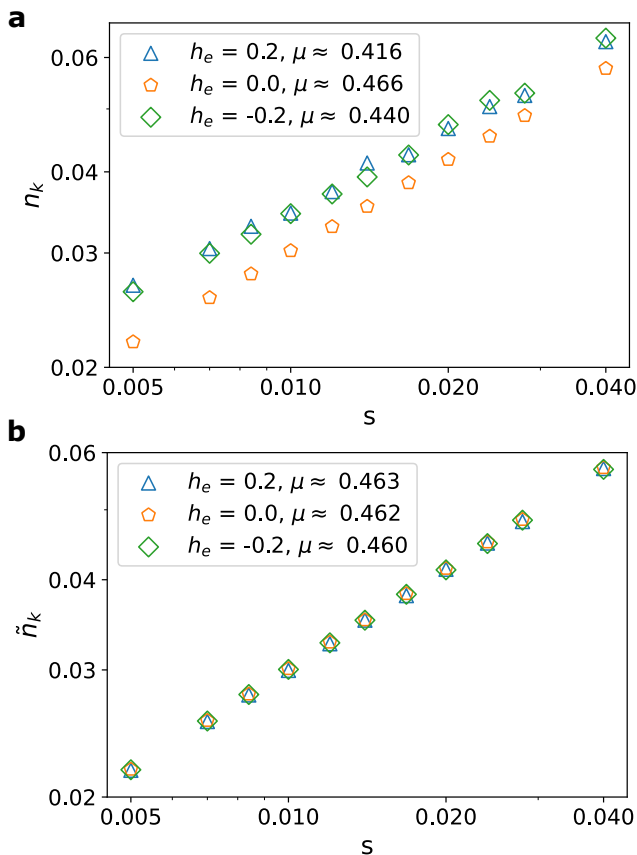 a
0.06
0.04
0.03
0.02
n_k
h_e = 0.2, μ ≈ 0.416
h_e = 0.0, μ ≈ 0.466
h_e = -0.2, μ ≈ 0.440
0.005
0.010
0.020
0.040
s
b
0.06
0.04
0.03
0.02
ñ_k
h_e = 0.2, μ ≈ 0.463
h_e = 0.0, μ ≈ 0.462
h_e = -0.2, μ ≈ 0.460
0.005
0.010
0.020
0.040
s